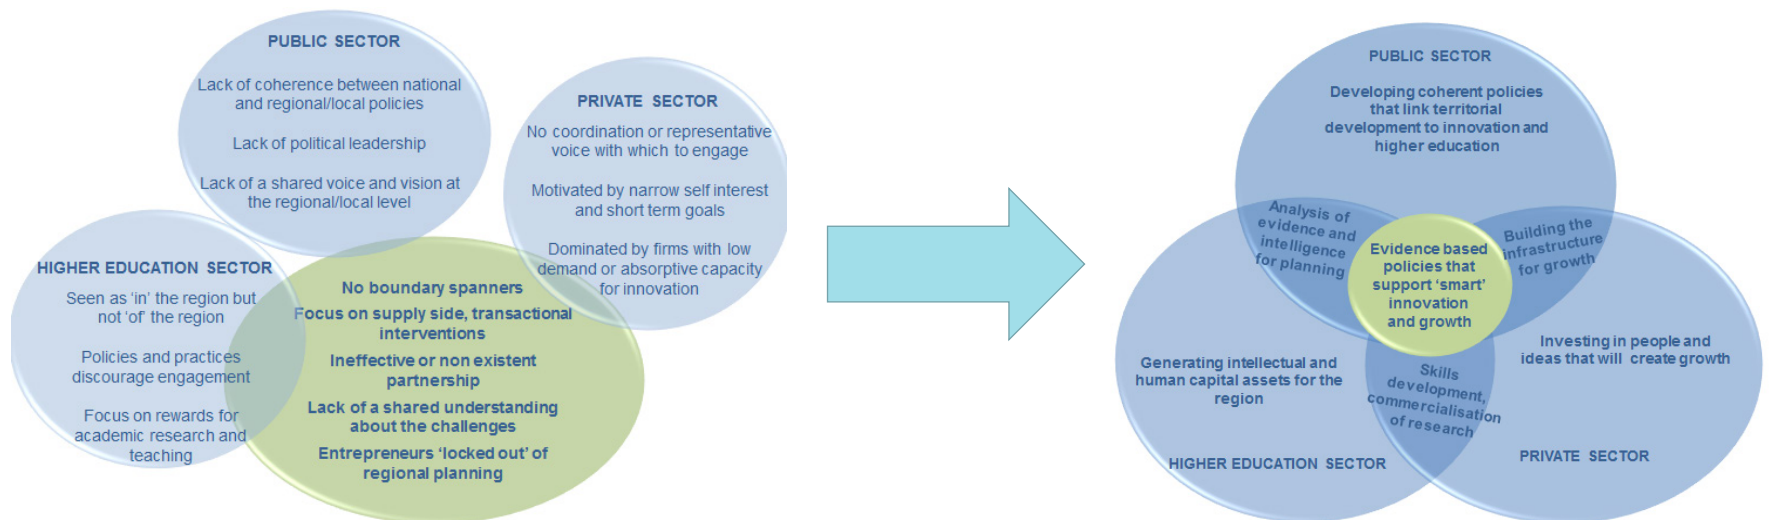 PUBLIC SECTOR
Lack of coherence between national
and regional/local policies
Lack of political leadership
Lack of a shared voice and vision at
the regional/local level
PRIVATE SECTOR
No coordination or representative
voice with which to engage
Motivated by narrow self interest
and short term goals
Dominated by firms with low
demand or absorptive capacity
for innovation
HIGHER EDUCATION SECTOR
Seen as ‘in’ the region but
not ‘of’ the region
Policies and practices
discourage engagement
Focus on rewards for
academic research and
teaching
No boundary spanners
Focus on supply side, transactional
interventions
Ineffective or non existent
partnership
Lack of a shared understanding
about the challenges
Entrepreneurs ‘locked out’ of
regional planning
PUBLIC SECTOR
Developing coherent policies
that link territorial
development to innovation and
higher education
Analysis of
evidence and
intelligence
for planning
Evidence based
policies that
support ‘smart’
innovation
and growth
Building the
infrastructure
for growth
Generating intellectual and
human capital assets for the
region
HIGHER EDUCATION SECTOR
Skills
development,
commercialisation
of research
Investing in people and
ideas that will create growth
PRIVATE SECTOR